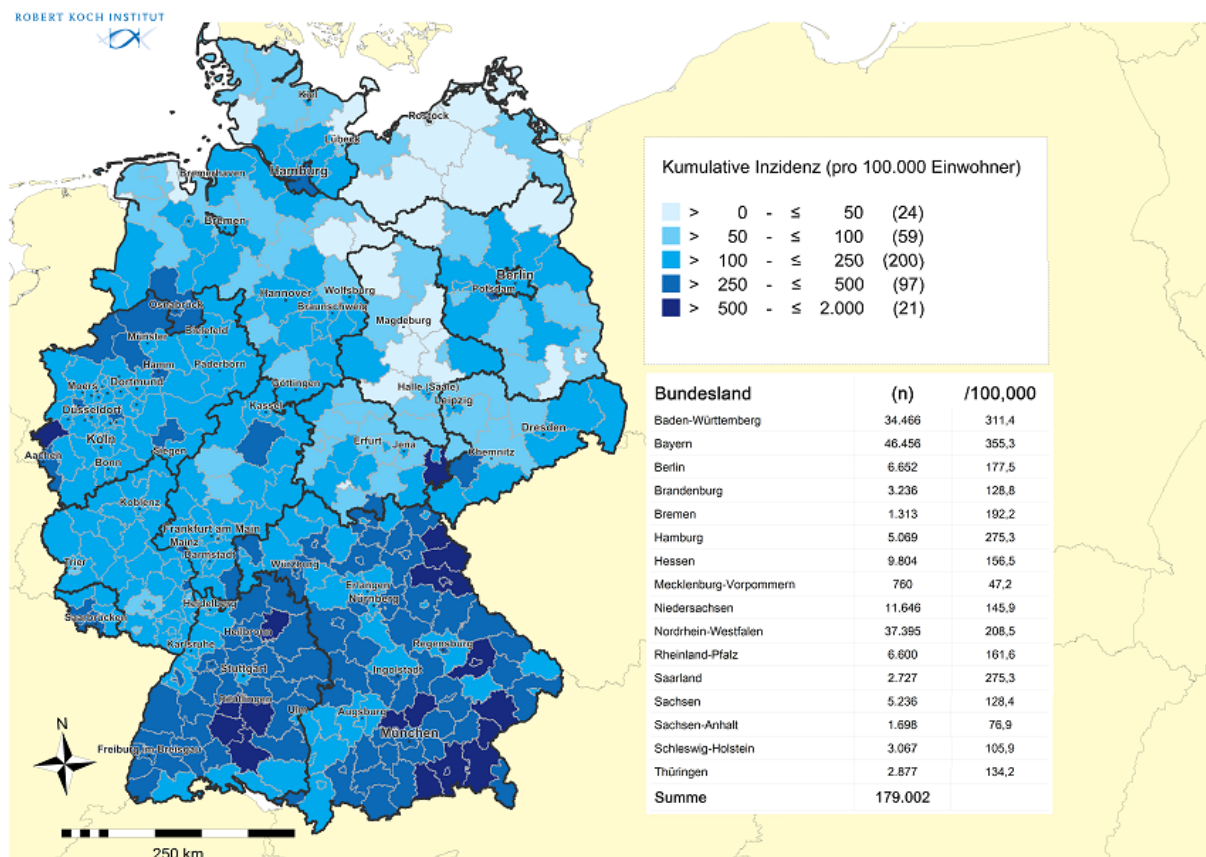 ROBERT KOCH INSTITUT
Kiel
Rostock
Lübeck
Bremerhaven
Hamburg
Bremen
Berlin
Potsdam
Wolfsburg
Hannover
Braunschweig
Osnabrück
Magdeburg
Bielefeld
Münster
Hamm
Paderborn
Moers
Dortmund
Göttingen
Halle (Saale)
Leipzig
Kassel
Düsseldorf
Dresden
Köln
Erfurt
Jena
Aachen
Siegen
Chemnitz
Bonn
Koblenz
Frankfurt am Main
Mainz
Darmstadt
Trier
Würzburg
Erlangen
Nürnberg
Heidelberg
Saarbrücken
Heilbronn
Karlsruhe
Regensburg
Stuttgart
Ingolstadt
Reutlingen
Ulm
Augsburg
München
Freiburg im Breisgau
N
250 km
Kumulative Inzidenz (pro 100.000 Einwohner)
> 0 - ≤ 50 (24)
> 50 - ≤ 100 (59)
> 100 - ≤ 250 (200)
> 250 - ≤ 500 (97)
> 500 - ≤ 2.000 (21)
Bundesland (n) /100,000
Baden-Württemberg 34.466 311,4
Bayern 46.456 355,3
Berlin 6.652 177,5
Brandenburg 3.236 128,8
Bremen 1.313 192,2
Hamburg 5.069 275,3
Hessen 9.804 156,5
Mecklenburg-Vorpommern 760 47,2
Niedersachsen 11.646 145,9
Nordrhein-Westfalen 37.395 208,5
Rheinland-Pfalz 6.600 161,6
Saarland 2.727 275,3
Sachsen 5.236 128,4
Sachsen-Anhalt 1.698 76,9
Schleswig-Holstein 3.067 105,9
Thüringen 2.877 134,2
Summe 179.002